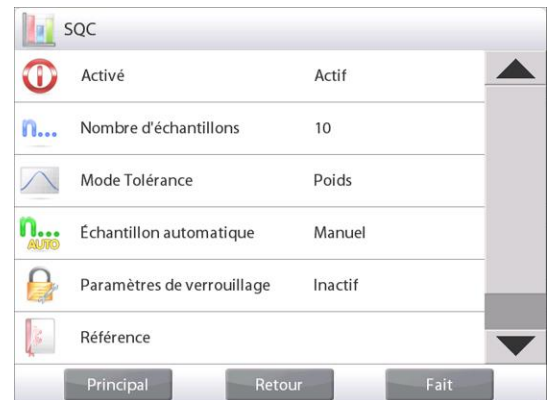 SQC
Activé Actif
n... Nombre d'échantillons 10
Mode Tolérance Poids
n... AUTO Échantillon automatique Manuel
Paramètres de verrouillage Inactif
Référence
Principal Retour Fait